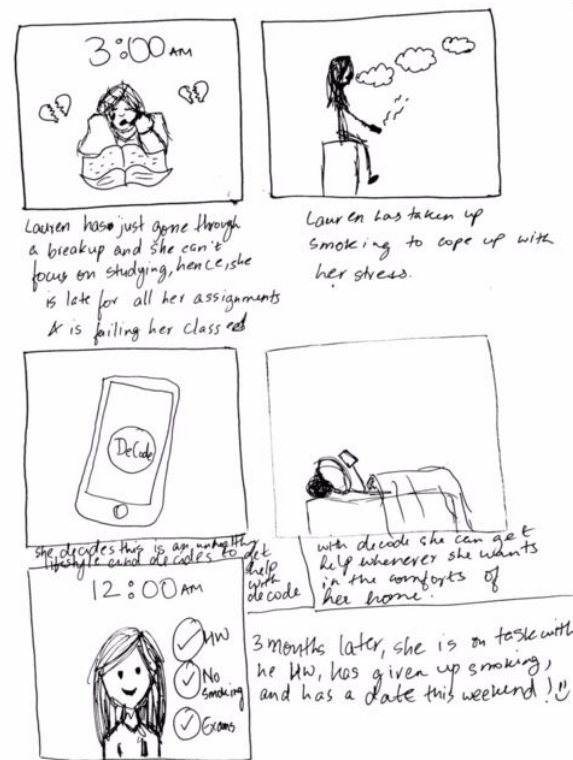 3:00 AM
Lauren has just gone through
a breakup and she can't
focus on studying, hence, she
is late for all her assignments
& is failing her classes
Lauren has taken up
smoking to cope up with
her stress.
DeCode
she decides this is an unhealthy
lifestyle and decodes to get
help
with
decode
with decode she can get
help whenever she wants
in the comforts of
her home.
12:00 AM
HW
No
Smoking
Exams
3 months later, she is on task with
he HW, has given up smoking,
and has a date this weekend!